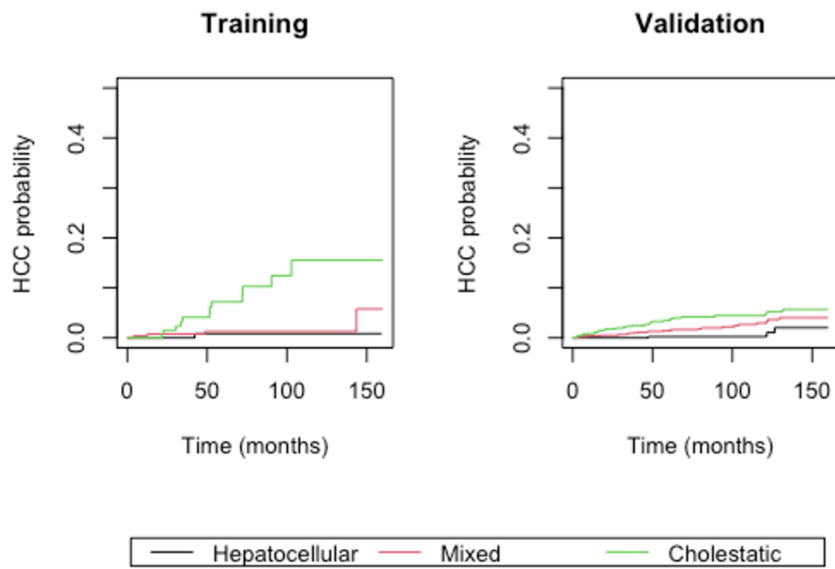 Training
HCC probability
0.4
0.2
0.0
0 50 100 150
Time (months)
Validation
HCC probability
0.4
0.2
0.0
0 50 100 150
Time (months)
Hepatocellular Mixed Cholestatic